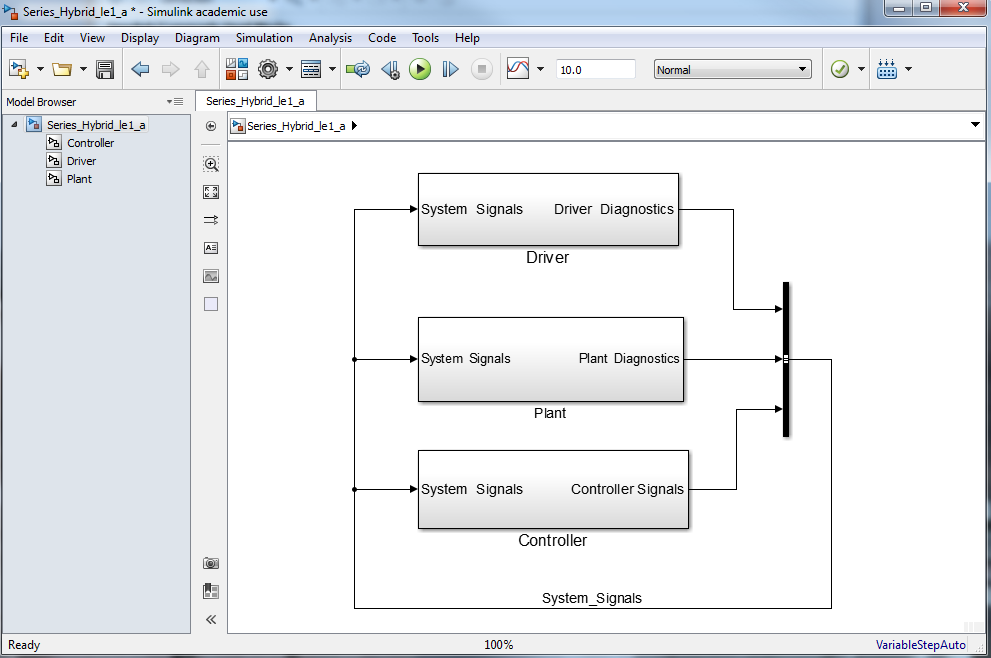 Series_Hybrid_le1_a * - Simulink academic use
File Edit View Display Diagram Simulation Analysis Code Tools Help
10.0 Normal
Model Browser
Series_Hybrid_le1_a
Series_Hybrid_le1_a
Series_Hybrid_le1_a
Controller
Driver
Plant
System Signals Driver Diagnostics
Driver
System Signals Plant Diagnostics
Plant
System Signals Controller Signals
Controller
System_Signals
Ready 100% VariableStepAuto